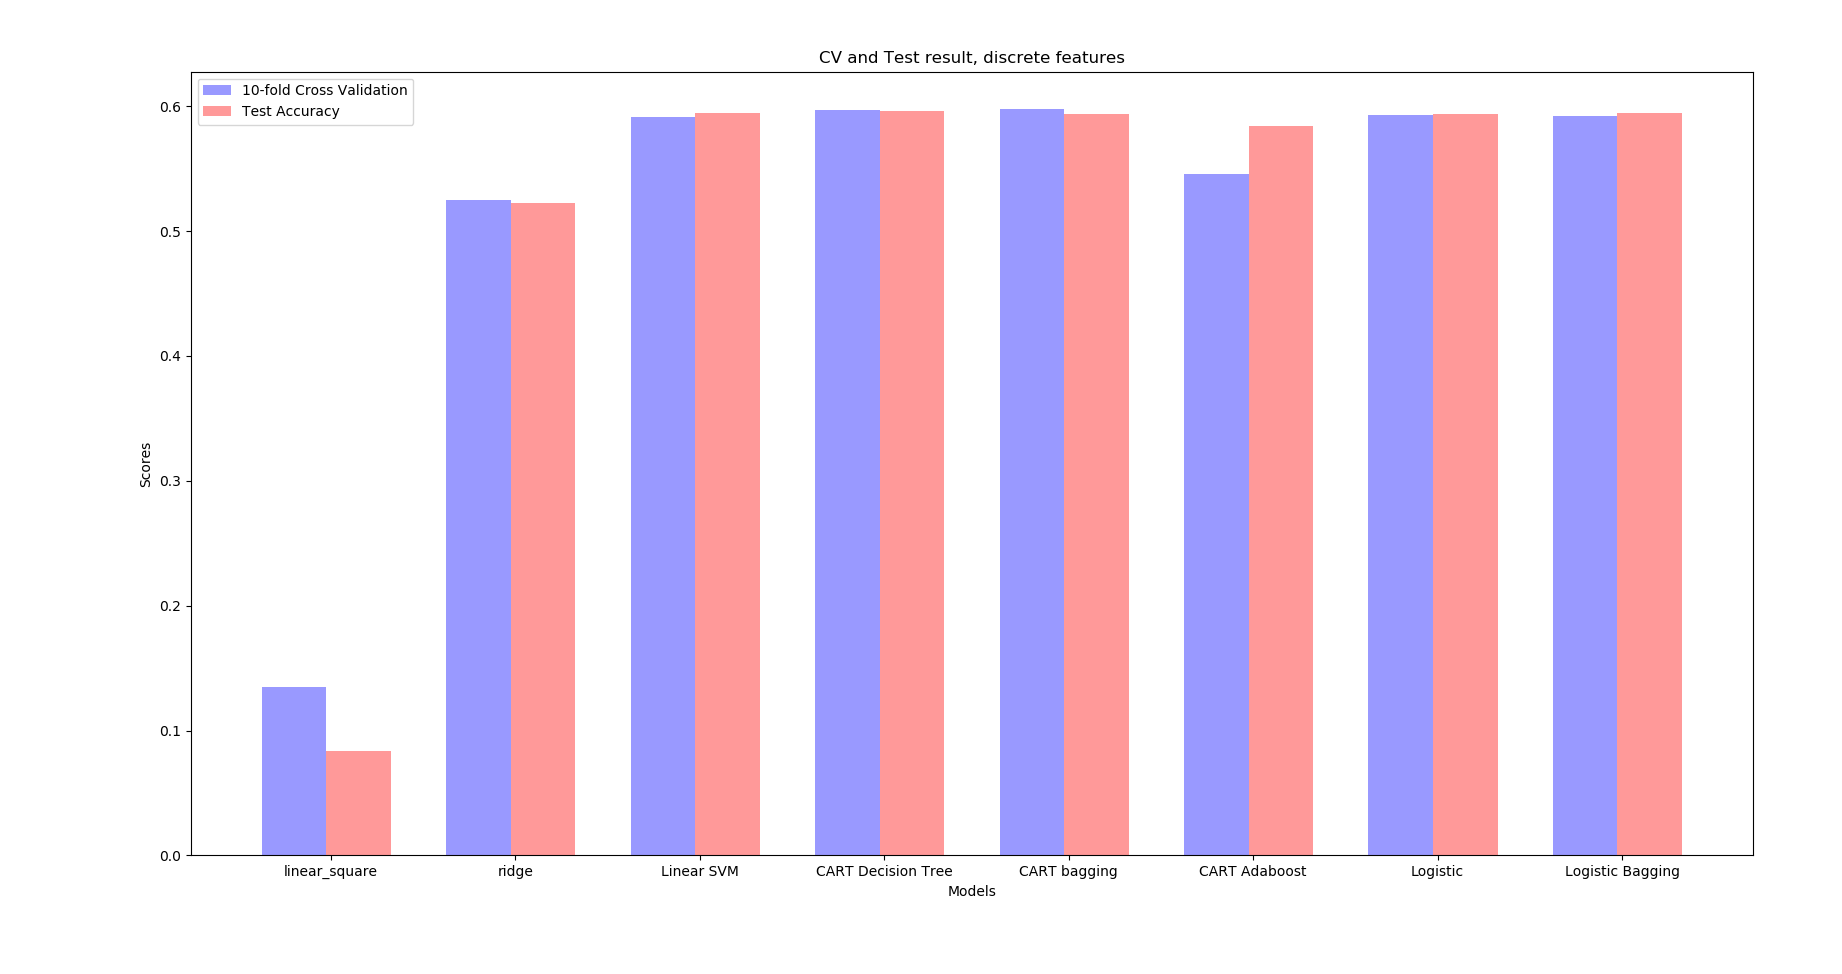 CV and Test result, discrete features
10-fold Cross Validation
Test Accuracy
0.6
0.5
0.4
0.3
0.2
0.1
0.0
Scores
linear_square ridge Linear SVM CART Decision Tree CART bagging CART Adaboost Logistic Logistic Bagging
Models